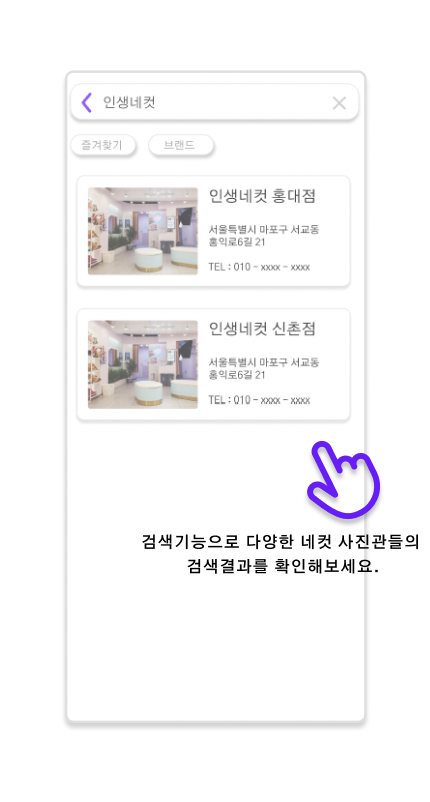 인생네컷
즐겨찾기
브랜드
인생네컷 홍대점
서울특별시 마포구 서교동
홍익로6길 21
TEL : 010 - xxxx - xxxx
인생네컷 신촌점
서울특별시 마포구 서교동
홍익로6길 21
TEL : 010 - xxxx - xxxx
검색기능으로 다양한 네컷 사진관들의
검색결과를 확인해보세요.